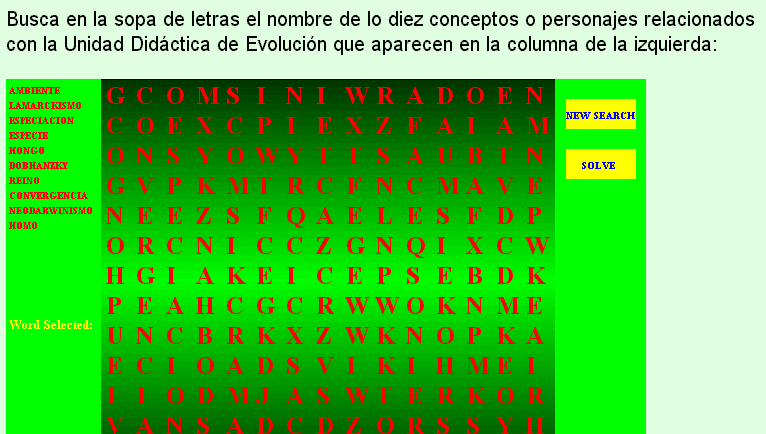 Busca en la sopa de letras el nombre de lo diez conceptos o personajes relacionados
con la Unidad Didáctica de Evolución que aparecen en la columna de la izquierda:
AMBIENTE
LAMARCKISMO
ESPECIACION
ESPECIE
HONGO
DOBHANZKY
REINO
CONVERGENCIA
NEODARWINISMO
HOMO
Word Selected:
G C O M S I N I W R A D O E N
C O E X C P I E X Z F A I A M
O N S Y O W Y T T S A U B T N
G V P K M T R C F N C M A V E
N E E Z S F Q A E L E S F D P
O R C N I C C Z G N Q I X C W
H G I A K E I C E P S E B D K
P E A H C G C R W W O K N M E
U N C B R K X Z W K N O P K A
E C I O A D S V I K I H M E I
I I O D M J A S W T E R K O R
V A N S A D C D Z O R S S Y H
NEW SEARCH
SOLVE